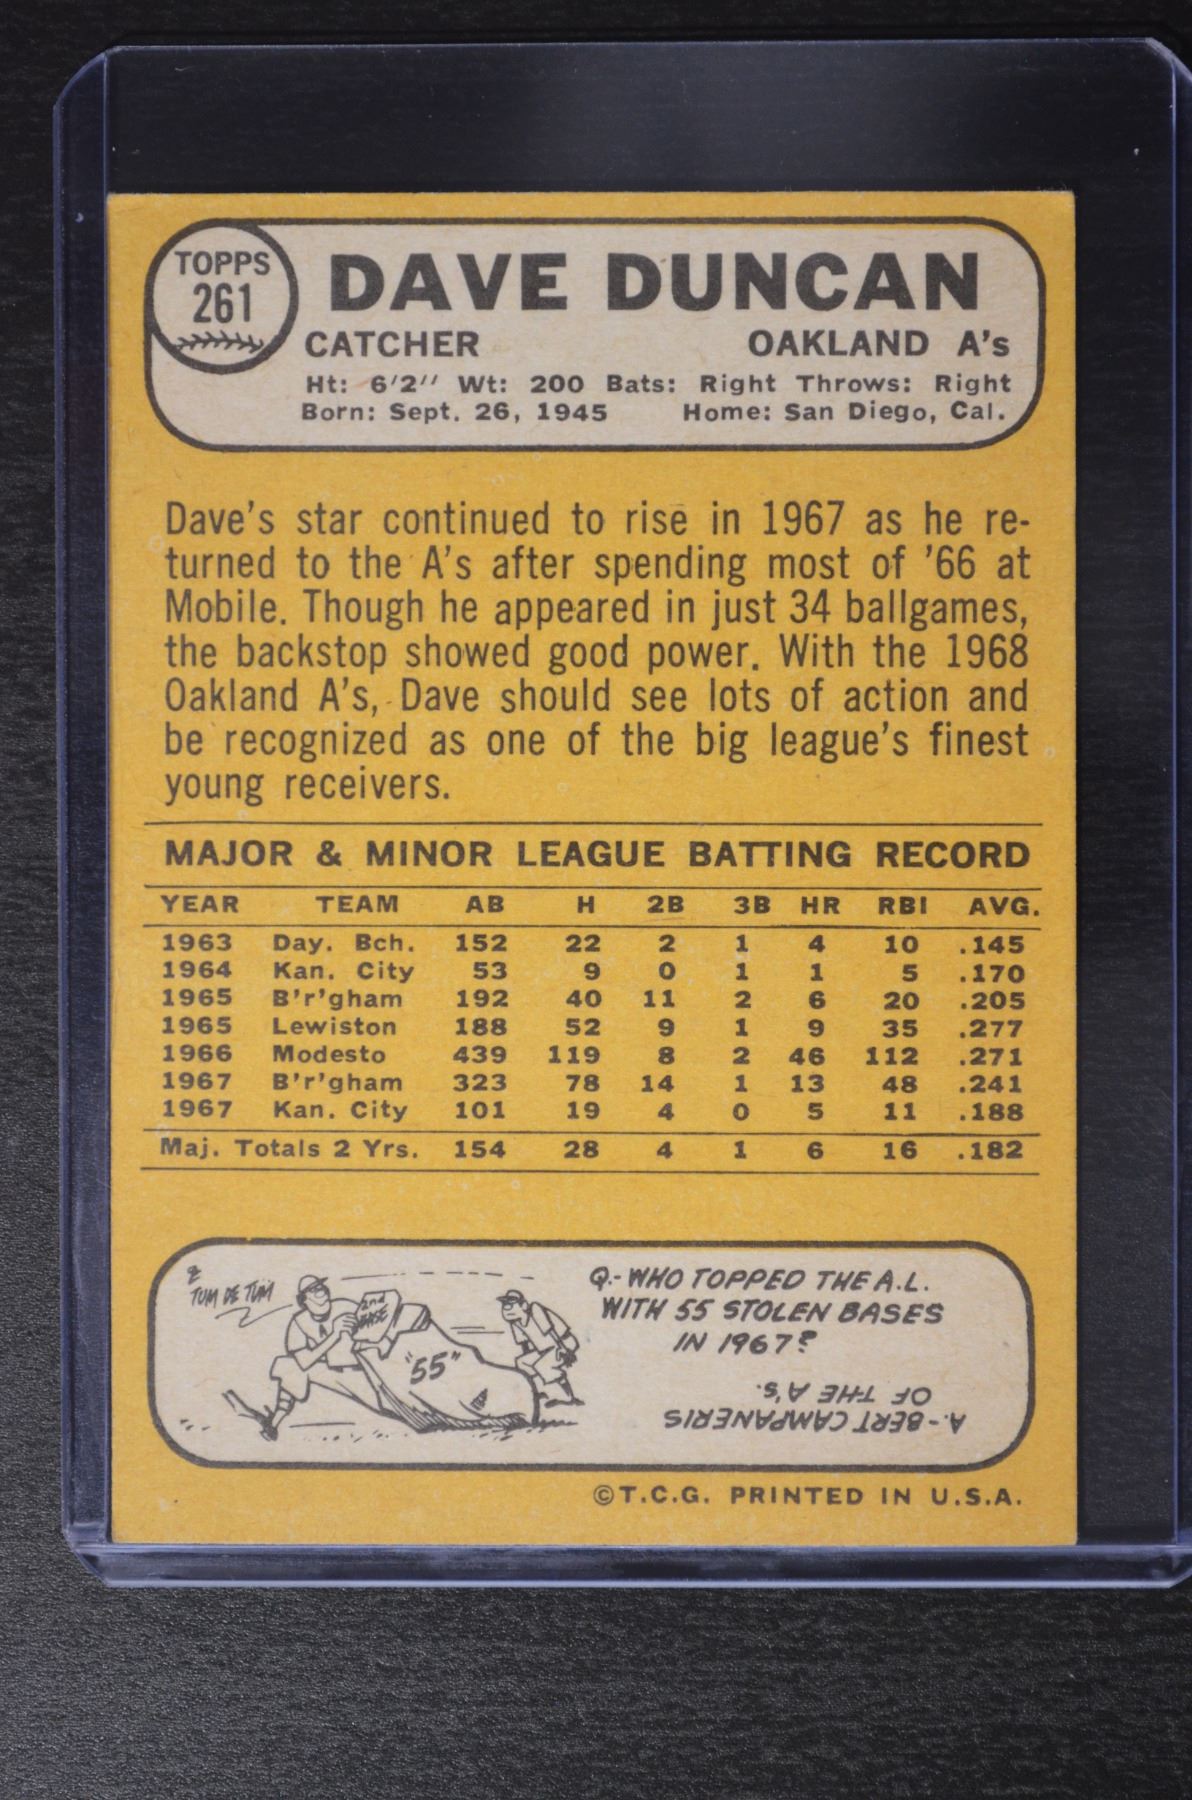 TOPPS
261
DAVE DUNCAN
CATCHER OAKLAND A's
Ht: 6'2" Wt: 200 Bats: Right Throws: Right
Born: Sept. 26, 1945 Home: San Diego, Cal.
Dave's star continued to rise in 1967 as he re-
turned to the A's after spending most of '66 at
Mobile. Though he appeared in just 34 ballgames,
the backstop showed good power. With the 1968
Oakland A's, Dave should see lots of action and
be recognized as one of the big league's finest
young receivers.
MAJOR & MINOR LEAGUE BATTING RECORD
YEAR TEAM AB H 2B 3B HR RBI AVG.
1963 Day. Bch. 152 22 2 1 4 10 .145
1964 Kan. City 53 9 0 1 1 5 .170
1965 B'r'gham 192 40 11 2 6 20 .205
1965 Lewiston 188 52 9 1 9 35 .277
1966 Modesto 439 119 8 2 46 112 .271
1967 B'r'gham 323 78 14 1 13 48 .241
1967 Kan. City 101 19 4 0 5 11 .188
Maj. Totals 2 Yrs. 154 28 4 1 6 16 .182
TUM DE TUM
2nd
BASE
"55"
A
Q.- WHO TOPPED THE A.L.
WITH 55 STOLEN BASES
IN 1967?
A.- BERT CAMPANERIS
OF THE A's.
©T.C.G. PRINTED IN U.S.A.